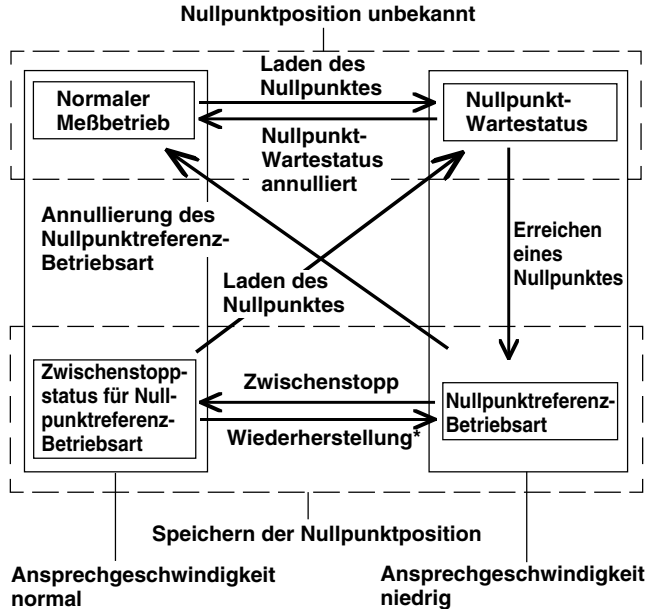 Nullpunktposition unbekannt
Laden des
Nullpunktes
Normaler
Meßbetrieb
Nullpunkt-
Wartestatus
Nullpunkt-
Wartestatus
annulliert
Annullierung des
Nullpunktreferenz-
Betriebsart
Erreichen
eines
Nullpunktes
Laden des
Nullpunktes
Zwischenstopp-
status für Null-
punktreferenz-
Betriebsart
Zwischenstopp
Wiederherstellung*
Nullpunktreferenz-
Betriebsart
Speichern der Nullpunktposition
Ansprechgeschwindigkeit
normal
Ansprechgeschwindigkeit
niedrig